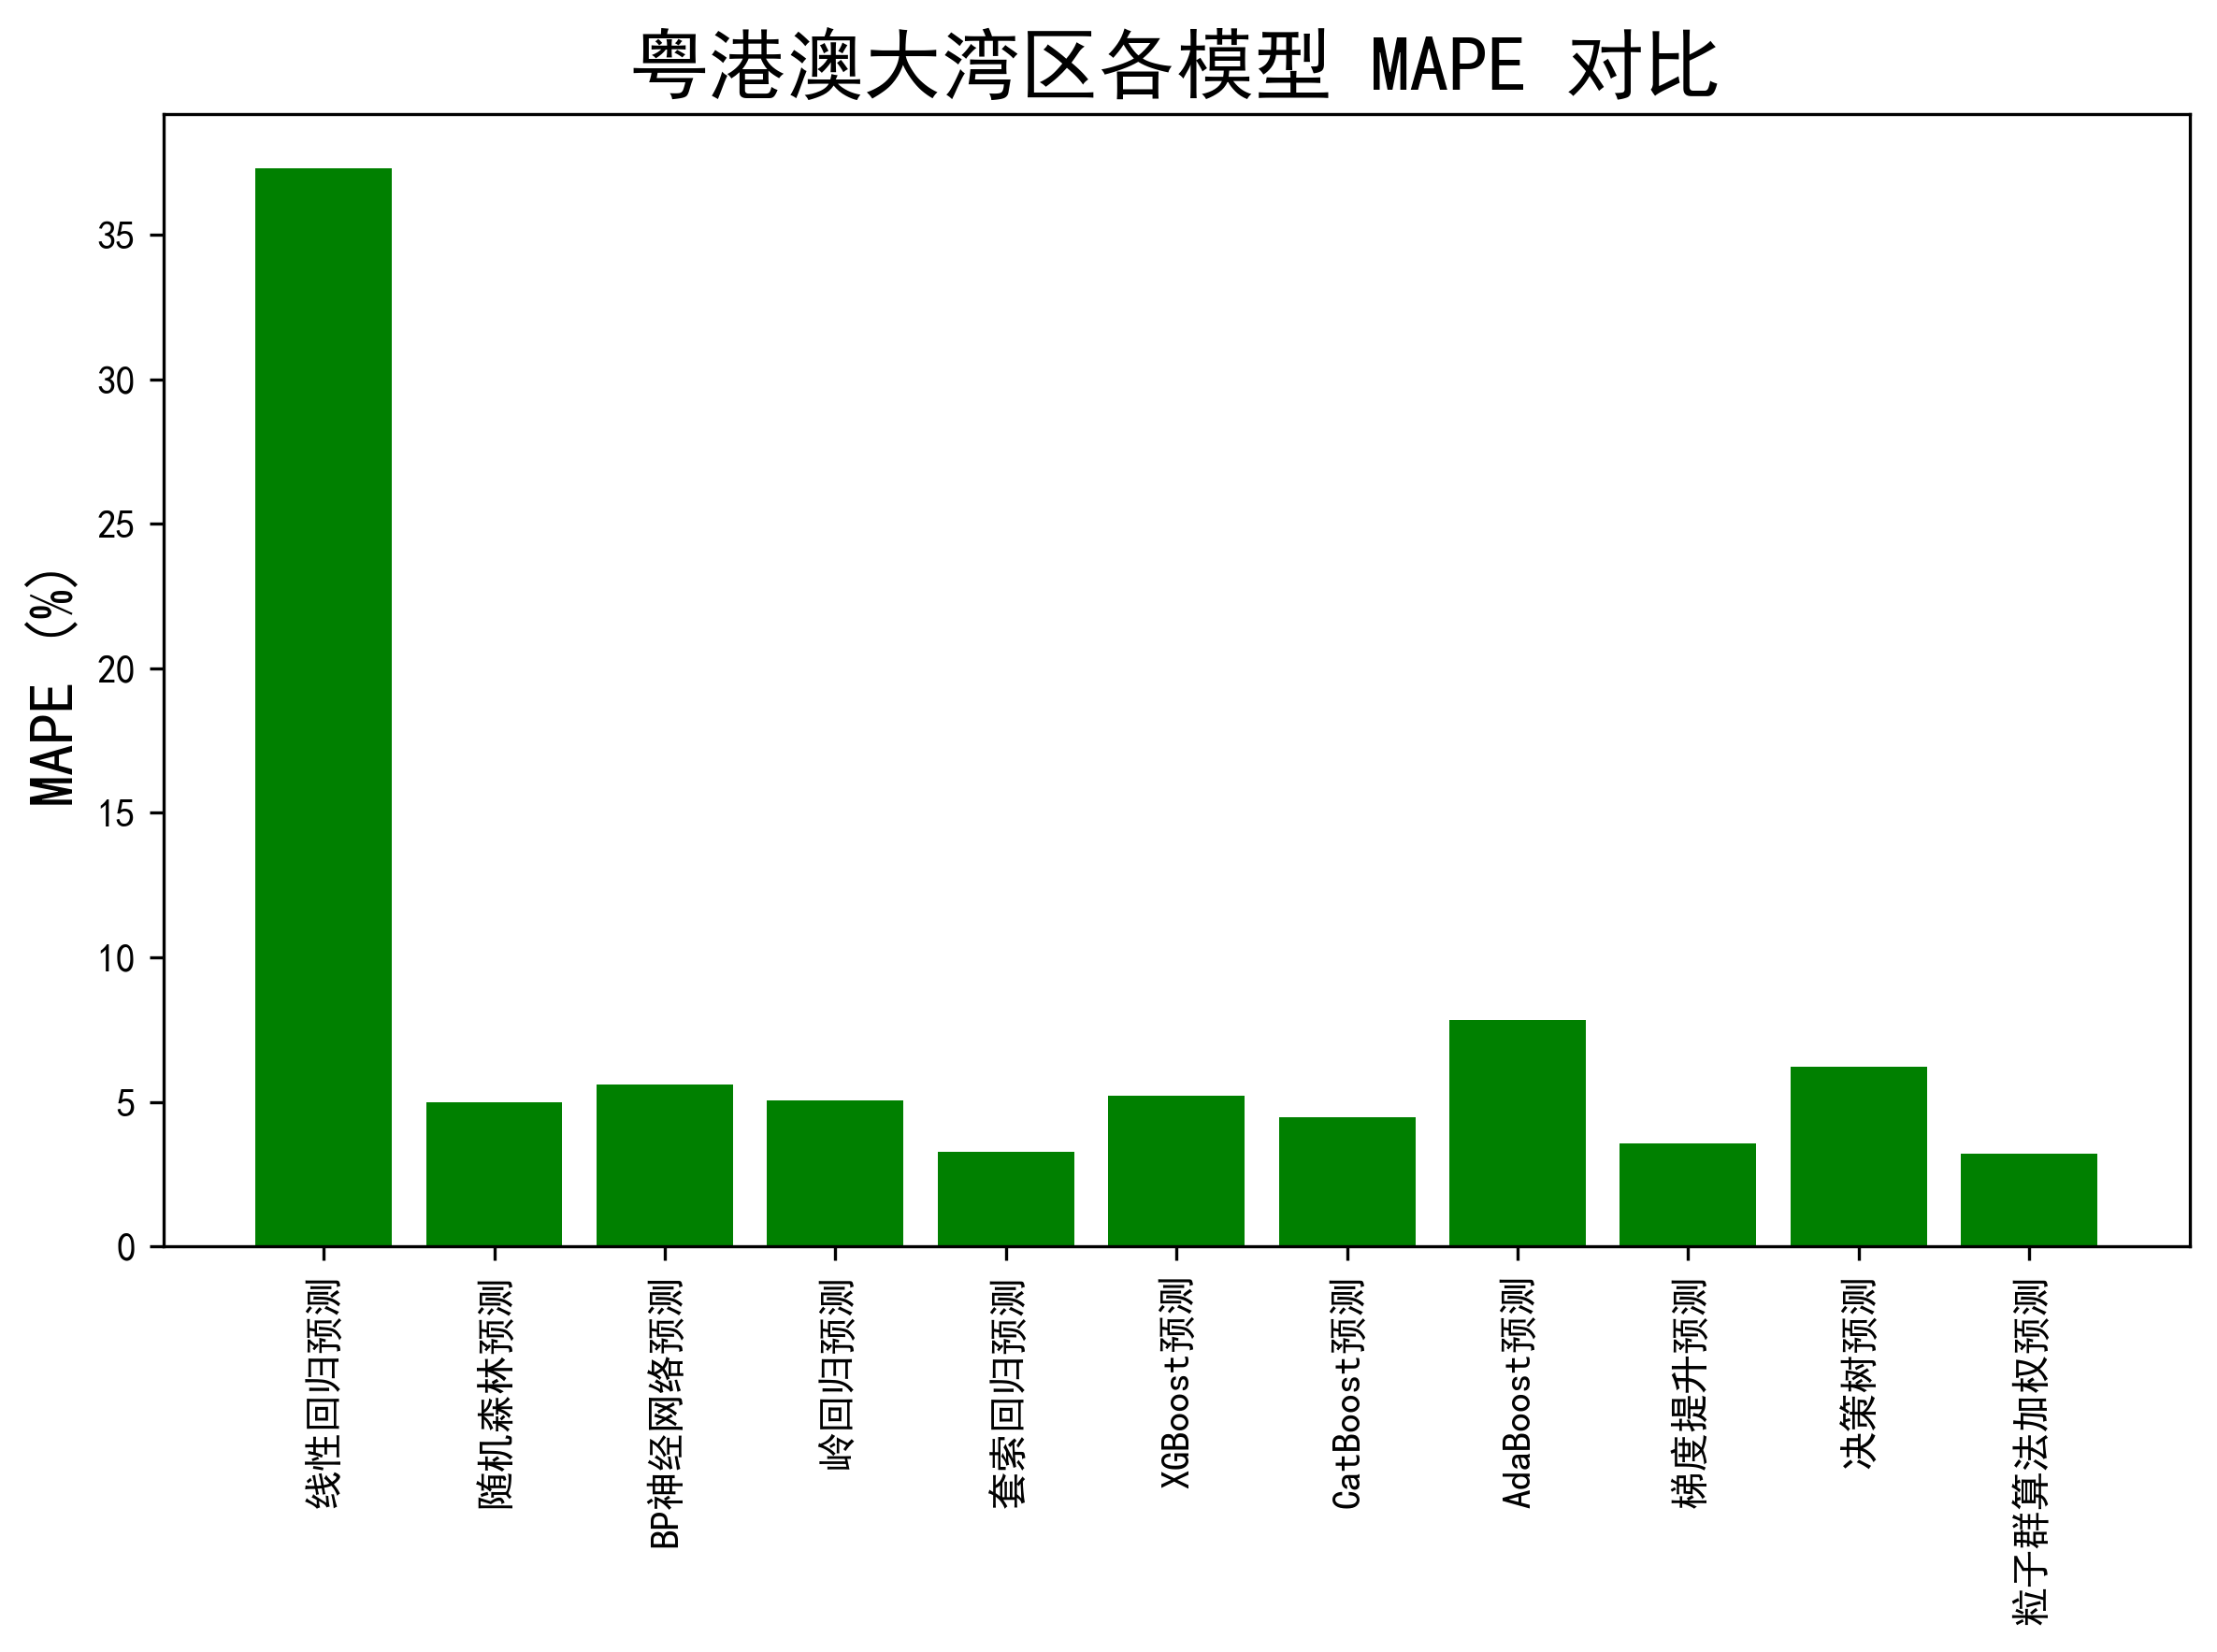 粤港澳大湾区各模型 MAPE 对比
MAPE (%)
35
30
25
20
15
10
5
0
线性回归预测
随机森林预测
BP神经网络预测
岭回归预测
套索回归预测
XGBoost预测
CatBoost预测
AdaBoost预测
梯度提升预测
决策树预测
粒子群算法加权预测